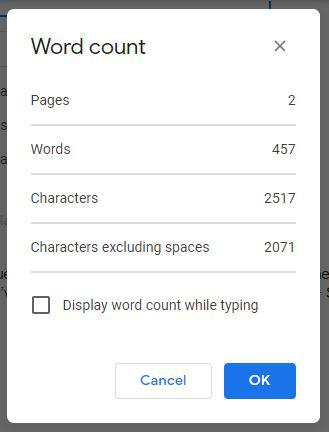 Word count
Pages 2
Words 457
Characters 2517
Characters excluding spaces 2071
Display word count while typing
Cancel OK